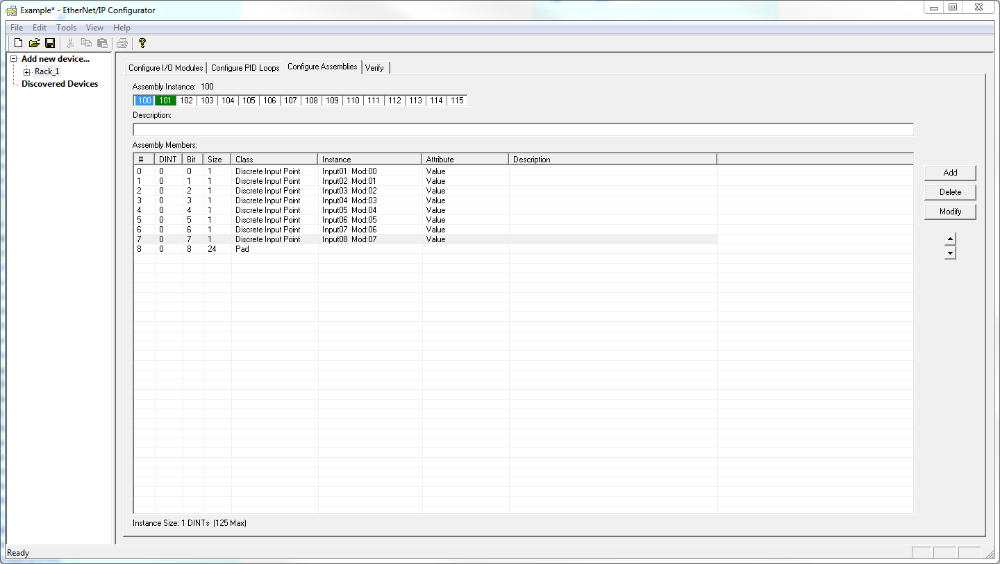 Example* - EtherNet/IP Configurator
File Edit Tools View Help
Add new device...
Rack_1
Discovered Devices
Configure I/O Modules Configure PID Loops Configure Assemblies Verify
Assembly Instance: 100
100 101 102 103 104 105 106 107 108 109 110 111 112 113 114 115
Description:
Assembly Members:
# DINT Bit Size Class Instance Attribute Description
0 0 0 1 Discrete Input Point Input01 Mod:00 Value
1 0 1 1 Discrete Input Point Input02 Mod:01 Value
2 0 2 1 Discrete Input Point Input03 Mod:02 Value
3 0 3 1 Discrete Input Point Input04 Mod:03 Value
4 0 4 1 Discrete Input Point Input05 Mod:04 Value
5 0 5 1 Discrete Input Point Input06 Mod:05 Value
6 0 6 1 Discrete Input Point Input07 Mod:06 Value
7 0 7 1 Discrete Input Point Input08 Mod:07 Value
8 0 8 24 Pad
Add
Delete
Modify
Instance Size: 1 DINTs (125 Max)
Ready